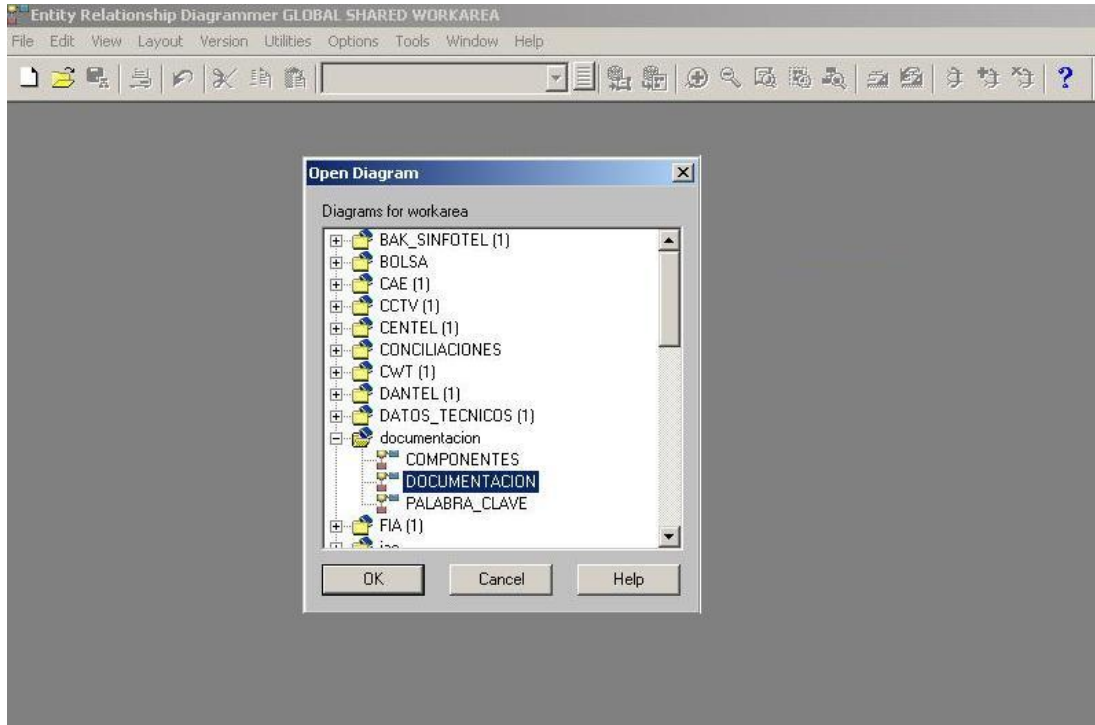 Entity Relationship Diagrammer GLOBAL SHARED WORKAREA
File Edit View Layout Version Utilities Options Tools Window Help
?
Open Diagram
Diagrams for workarea
BAK_SINFOTEL (1)
BOLSA
CAE (1)
CCTV (1)
CENTEL (1)
CONCILIACIONES
CWT (1)
DANTEL (1)
DATOS_TECNICOS (1)
documentacion
COMPONENTES
DOCUMENTACION
PALABRA_CLAVE
FIA (1)
OK Cancel Help